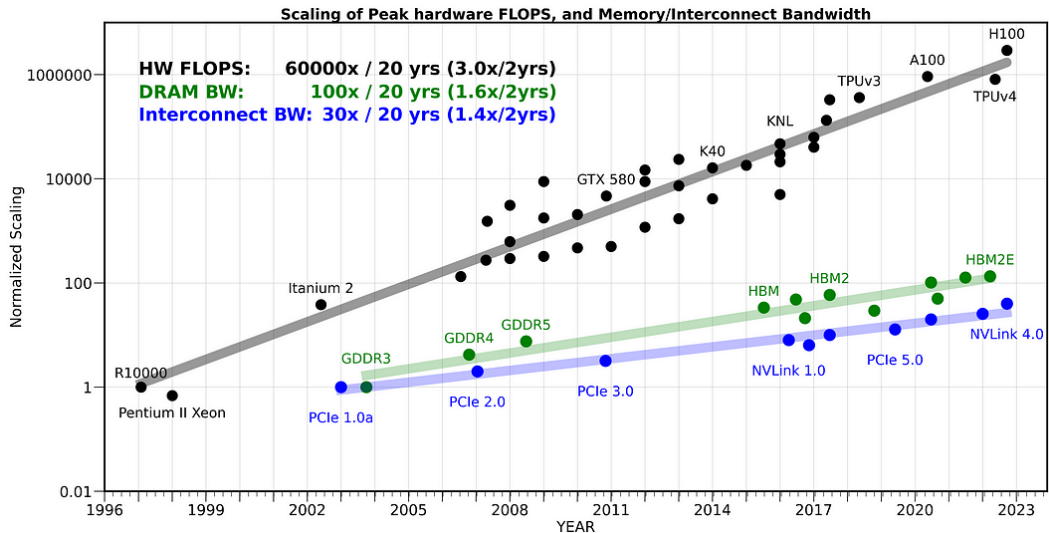 Scaling of Peak hardware FLOPS, and Memory/Interconnect Bandwidth
HW FLOPS: 60000x / 20 yrs (3.0x/2yrs)
DRAM BW: 100x / 20 yrs (1.6x/2yrs)
Interconnect BW: 30x / 20 yrs (1.4x/2yrs)
H100
A100
TPUv3
TPUv4
KNL
K40
GTX 580
Itanium 2
R10000
Pentium II Xeon
HBM2E
HBM2
HBM
GDDR5
GDDR4
GDDR3
NVLink 4.0
PCIe 5.0
NVLink 1.0
PCIe 3.0
PCIe 2.0
PCIe 1.0a
Normalized Scaling
1000000
10000
100
1
0.01
1996 1999 2002 2005 2008 2011 2014 2017 2020 2023
YEAR